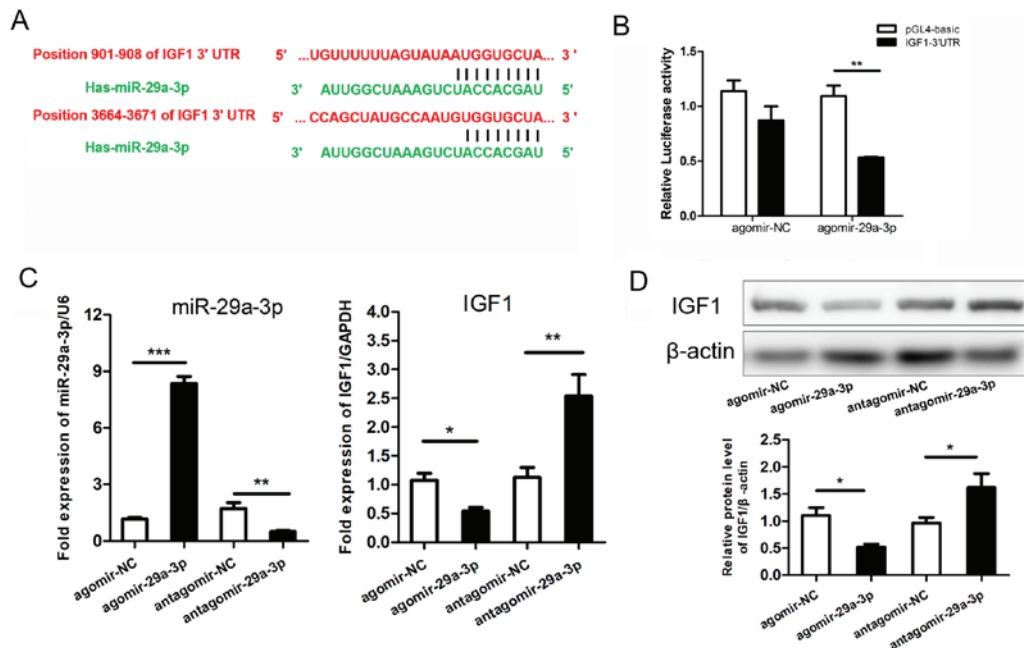 A
Position 901-908 of IGF1 3' UTR 5' ...UGUUUUUUAGUAUAAUGGUGCUA... 3'
Has-miR-29a-3p 3' AUUGGCUAAAGUCUACCACGAU
Position 3664-3671 of IGF1 3' UTR 5' ...CCAGCUAUGCCAAUGUGGUGCUA... 3'
Has-miR-29a-3p 3' AUUGGCUAAAGUCUACCACGAU 5'
B
pGL4-basic
IGF1-3'UTR
Relative Luciferase activity
1.5
1.0
0.5
0.0
**
agomir-NC agomir-29a-3p
C
miR-29a-3p
Fold expression of miR-29a-3p/U6
12
9
6
3
0
***
**
agomir-NC
agomir-29a-3p
antagomir-NC
antagomir-29a-3p
IGF1
Fold expression of IGF1/GAPDH
3.0
2.5
2.0
1.5
1.0
0.5
0.0
*
**
agomir-NC
agomir-29a-3p
antagomir-NC
antagomir-29a-3p
D
IGF1
β-actin
agomir-NC
agomir-29a-3p
antagomir-NC
antagomir-29a-3p
Relative protein level
of IGF1/β -actin
2.5
2.0
1.5
1.0
0.5
0.0
*
*
agomir-NC
agomir-29a-3p
antagomir-NC
antagomir-29a-3p